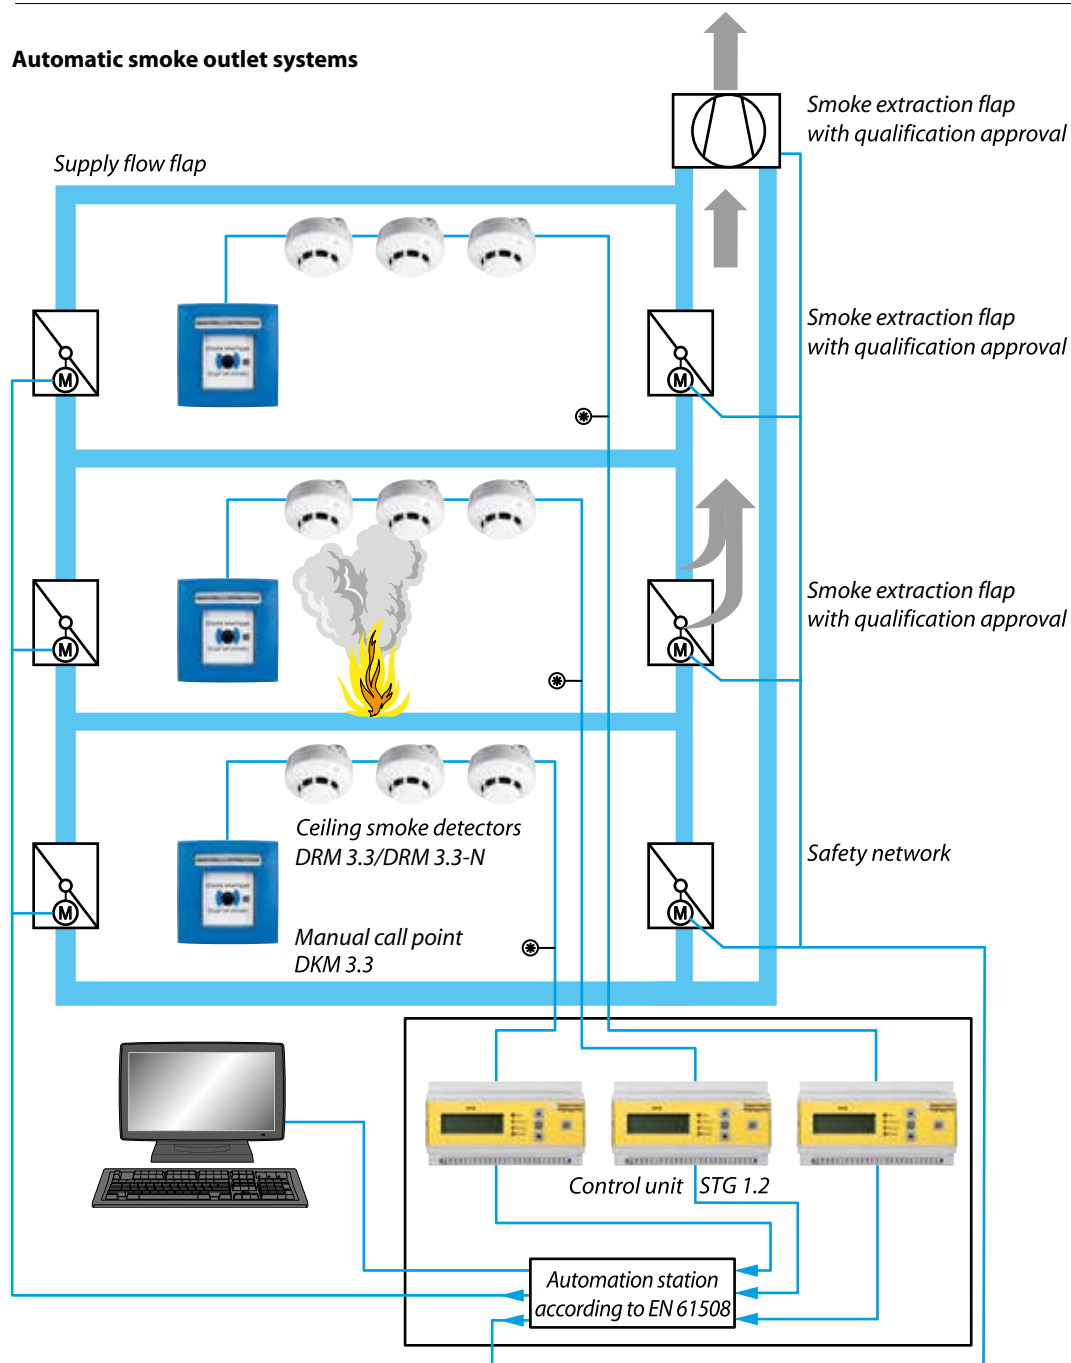 Automatic smoke outlet systems
Smoke extraction flap
with qualification approval
Supply flow flap
Smoke extraction flap
with qualification approval
M
M
Smoke extraction flap
with qualification approval
M
M
Ceiling smoke detectors
DRM 3.3/DRM 3.3-N
Safety network
M
M
Manual call point
DKM 3.3
Control unit STG 1.2
Automation station
according to EN 61508